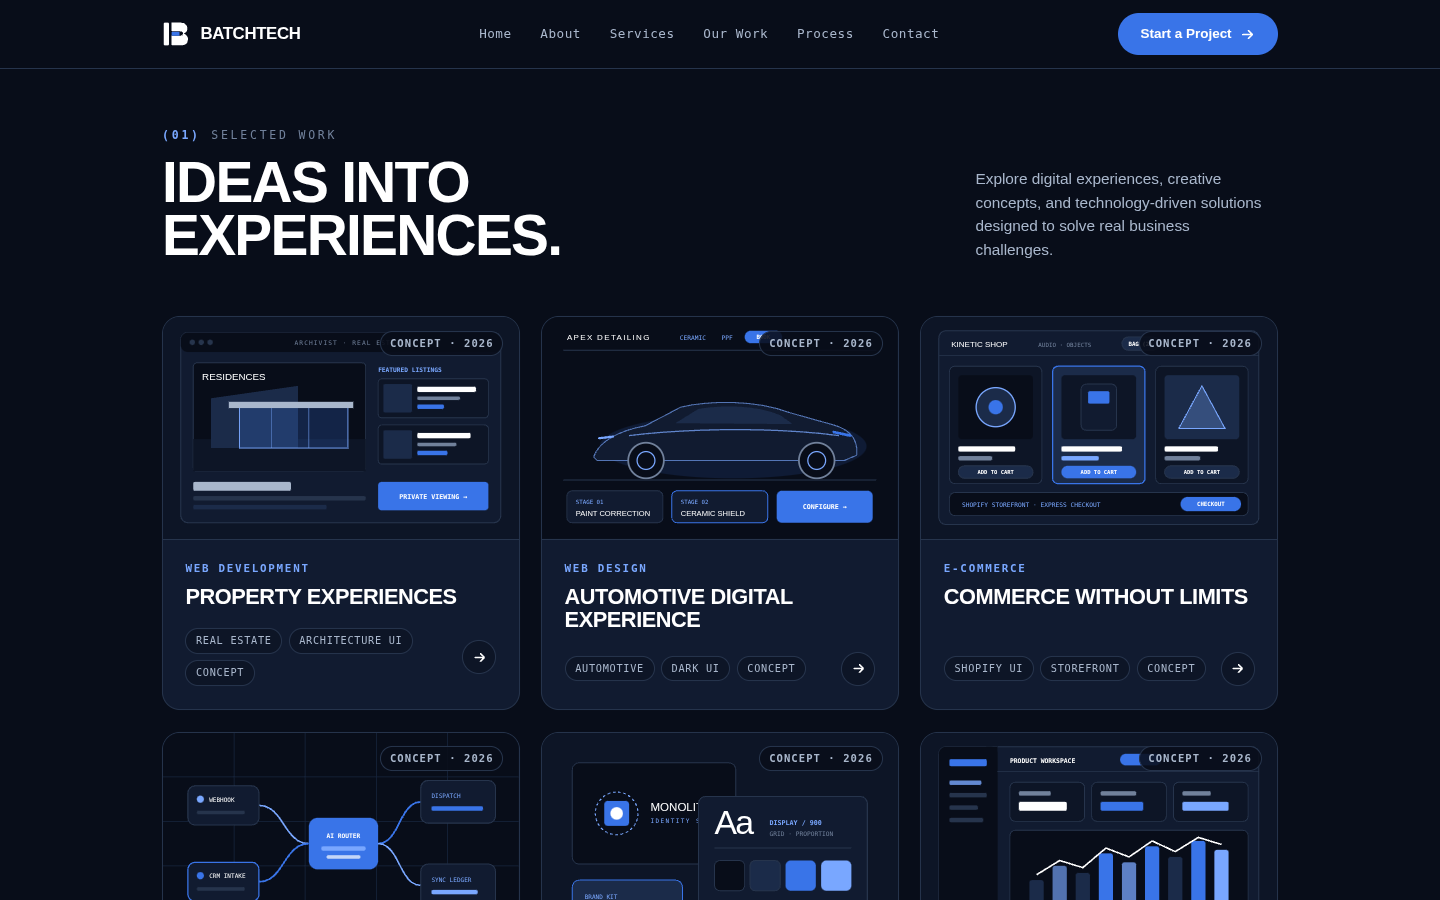 BATCHTECH
Home About Services Our Work Process Contact
Start a Project →
(01) SELECTED WORK
IDEAS INTO
EXPERIENCES.
Explore digital experiences, creative
concepts, and technology-driven solutions
designed to solve real business
challenges.
ARCHIVIST · REAL
CONCEPT · 2026
RESIDENCES
FEATURED LISTINGS
PRIVATE VIEWING →
WEB DEVELOPMENT
PROPERTY EXPERIENCES
REAL ESTATE
ARCHITECTURE UI
CONCEPT
APEX DETAILING
CERAMIC
PPF
CONCEPT · 2026
STAGE 01
PAINT CORRECTION
STAGE 02
CERAMIC SHIELD
CONFIGURE →
WEB DESIGN
AUTOMOTIVE DIGITAL
EXPERIENCE
AUTOMOTIVE
DARK UI
CONCEPT
KINETIC SHOP
AUDIO · OBJECTS
BAG
CONCEPT · 2026
ADD TO CART
ADD TO CART
ADD TO CART
SHOPIFY STOREFRONT · EXPRESS CHECKOUT
CHECKOUT
E-COMMERCE
COMMERCE WITHOUT LIMITS
SHOPIFY UI
STOREFRONT
CONCEPT
CONCEPT · 2026
WEBHOOK
DISPATCH
AI ROUTER
CRM INTAKE
SYNC LEDGER
CONCEPT · 2026
MONOLI
IDENTITY
Aa
DISPLAY / 900
GRID · PROPORTION
BRAND KIT
PRODUCT WORKSPACE
CONCEPT · 2026